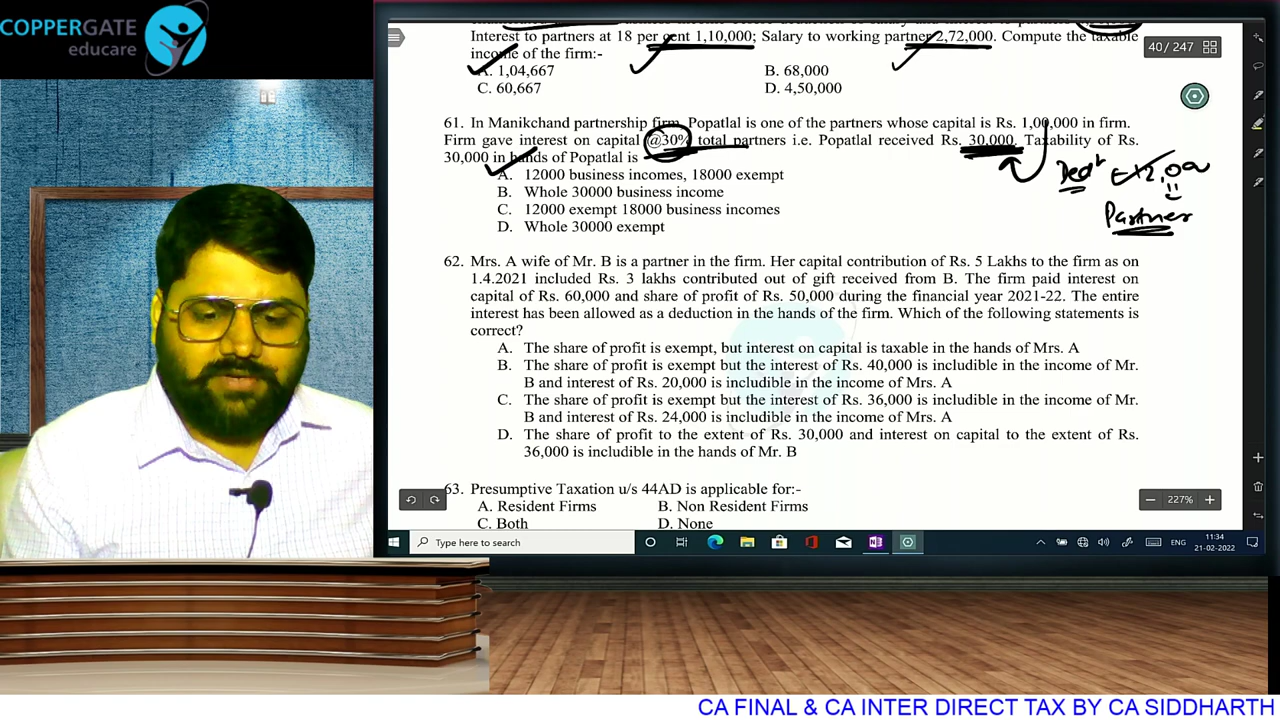 COPPERGATE
educare
Interest to partners at 18 per cent 1,10,000; Salary to working partner 2,72,000. Compute the taxable
income of the firm:-
A. 1,04,667 B. 68,000
C. 60,667 D. 4,50,000
40 / 247
61. In Manikchand partnership firm, Popatlal is one of the partners whose capital is Rs. 1,00,000 in firm.
Firm gave interest on capital @30% total partners i.e. Popatlal received Rs. 30,000. Taxability of Rs.
30,000 in hands of Popatlal is
A. 12000 business incomes, 18000 exempt
B. Whole 30000 business income
C. 12000 exempt 18000 business incomes
D. Whole 30000 exempt
Partner
62. Mrs. A wife of Mr. B is a partner in the firm. Her capital contribution of Rs. 5 Lakhs to the firm as on
1.4.2021 included Rs. 3 lakhs contributed out of gift received from B. The firm paid interest on
capital of Rs. 60,000 and share of profit of Rs. 50,000 during the financial year 2021-22. The entire
interest has been allowed as a deduction in the hands of the firm. Which of the following statements is
correct?
A. The share of profit is exempt, but interest on capital is taxable in the hands of Mrs. A
B. The share of profit is exempt but the interest of Rs. 40,000 is includible in the income of Mr.
B and interest of Rs. 20,000 is includible in the income of Mrs. A
C. The share of profit is exempt but the interest of Rs. 36,000 is includible in the income of Mr.
B and interest of Rs. 24,000 is includible in the income of Mrs. A
D. The share of profit to the extent of Rs. 30,000 and interest on capital to the extent of Rs.
36,000 is includible in the hands of Mr. B
63. Presumptive Taxation u/s 44AD is applicable for:-
A. Resident Firms B. Non Resident Firms
C. Both D. None
227%
Type here to search
ENG
11:34
21-02-2022
CA FINAL & CA INTER DIRECT TAX BY CA SIDDHARTH